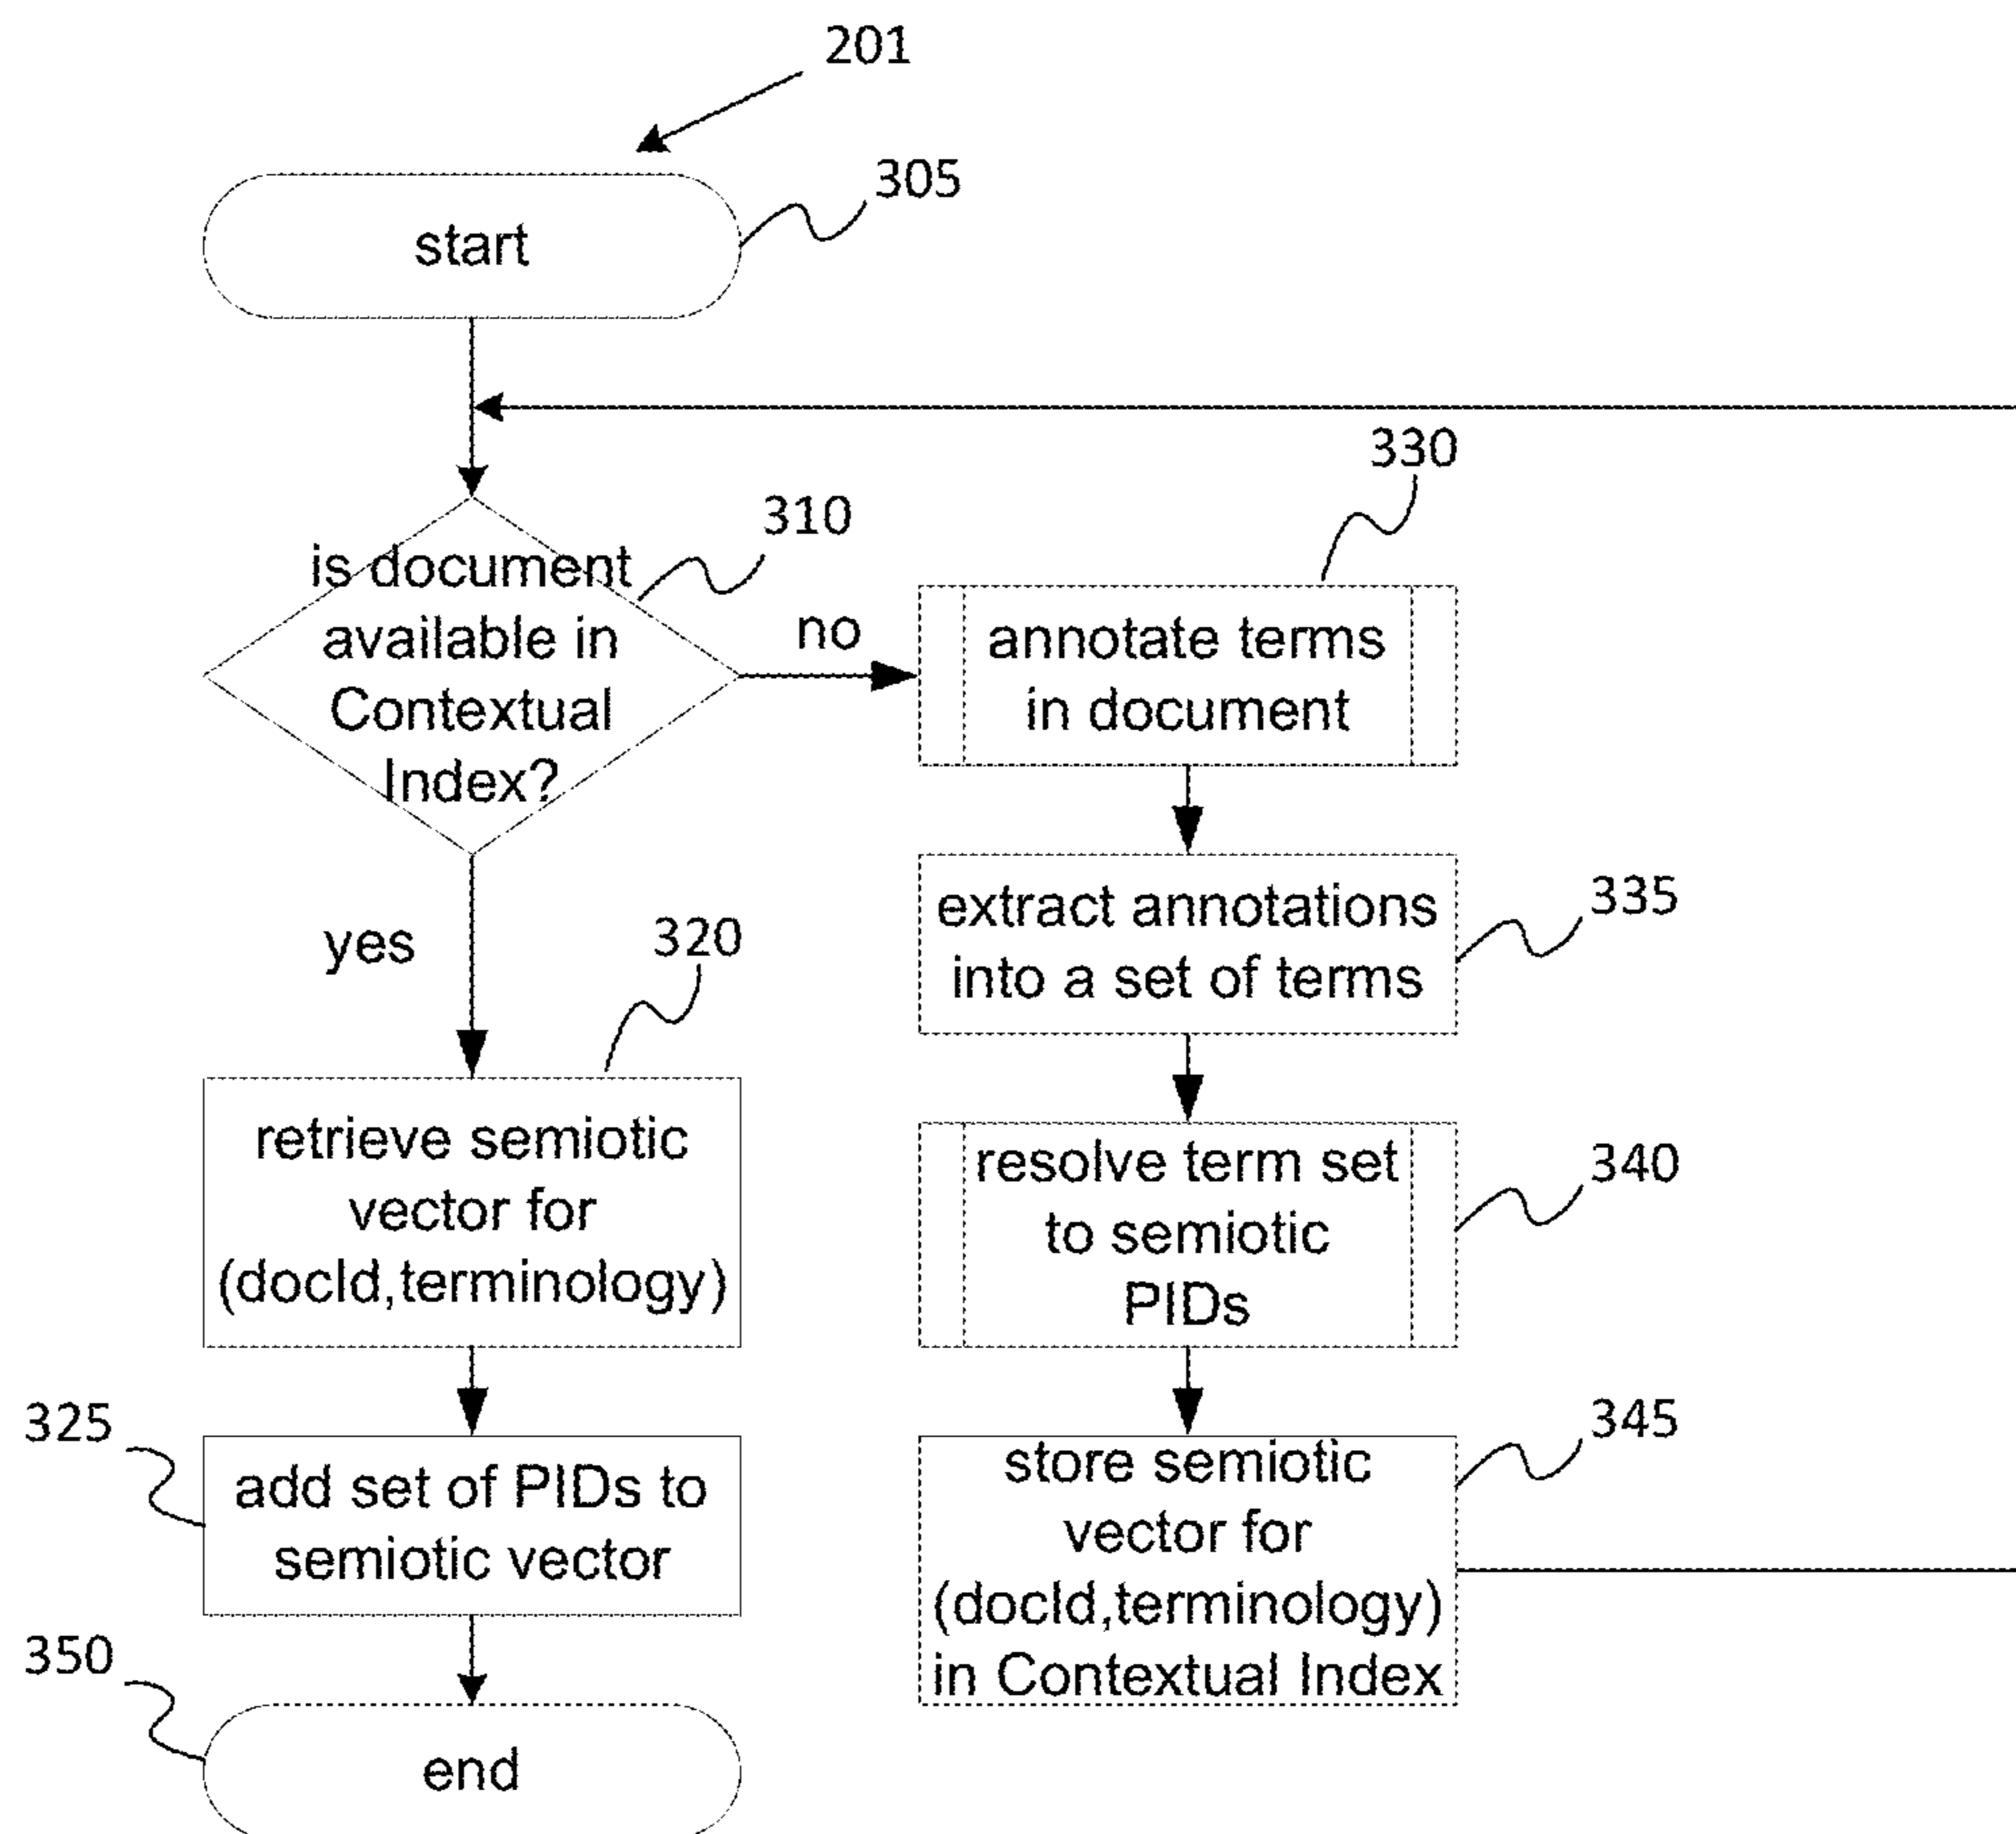 201
305
start
310
is document
available in
Contextual
Index?
no
330
annotate terms
in document
335
extract annotations
into a set of terms
yes
320
retrieve semiotic
vector for
(docId,terminology)
340
resolve term set
to semiotic
PIDs
325
add set of PIDs to
semiotic vector
345
store semiotic
vector for
(docId,terminology)
in Contextual Index
350
end